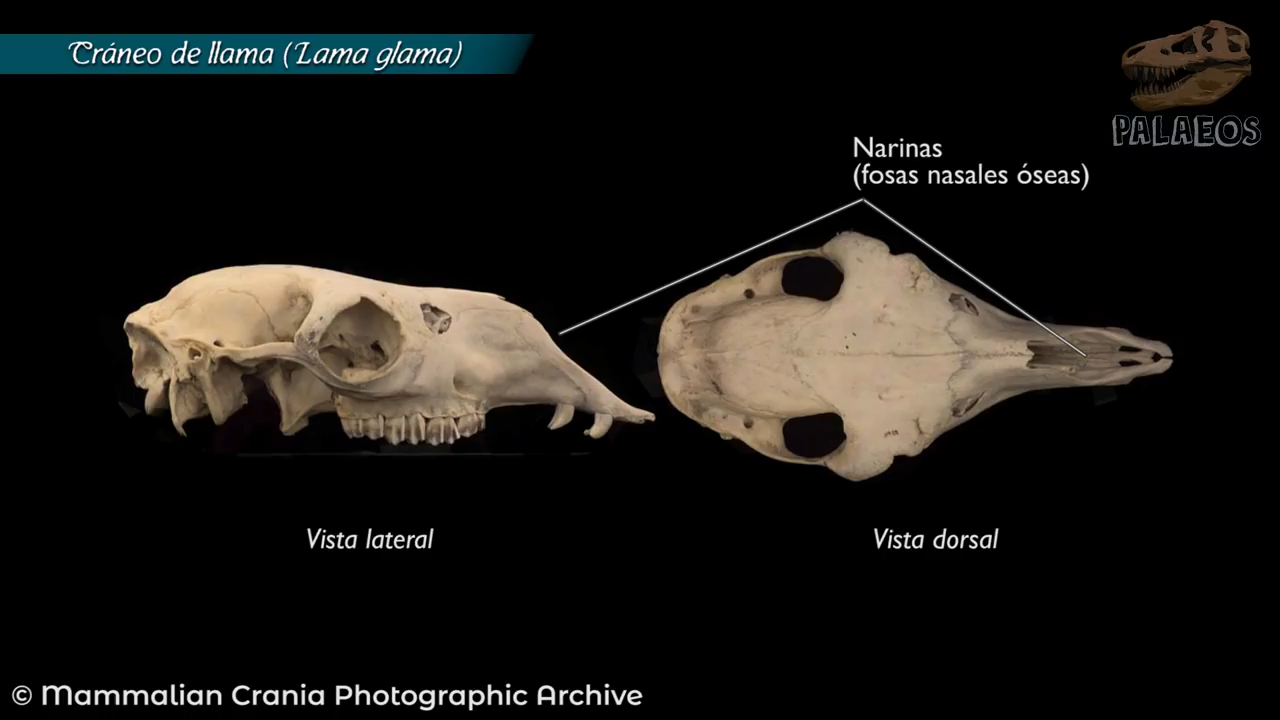 Cráneo de llama (Lama glama)
PALAEOS
Narinas
(fosas nasales óseas)
Vista lateral
Vista dorsal
© Mammalian Crania Photographic Archive